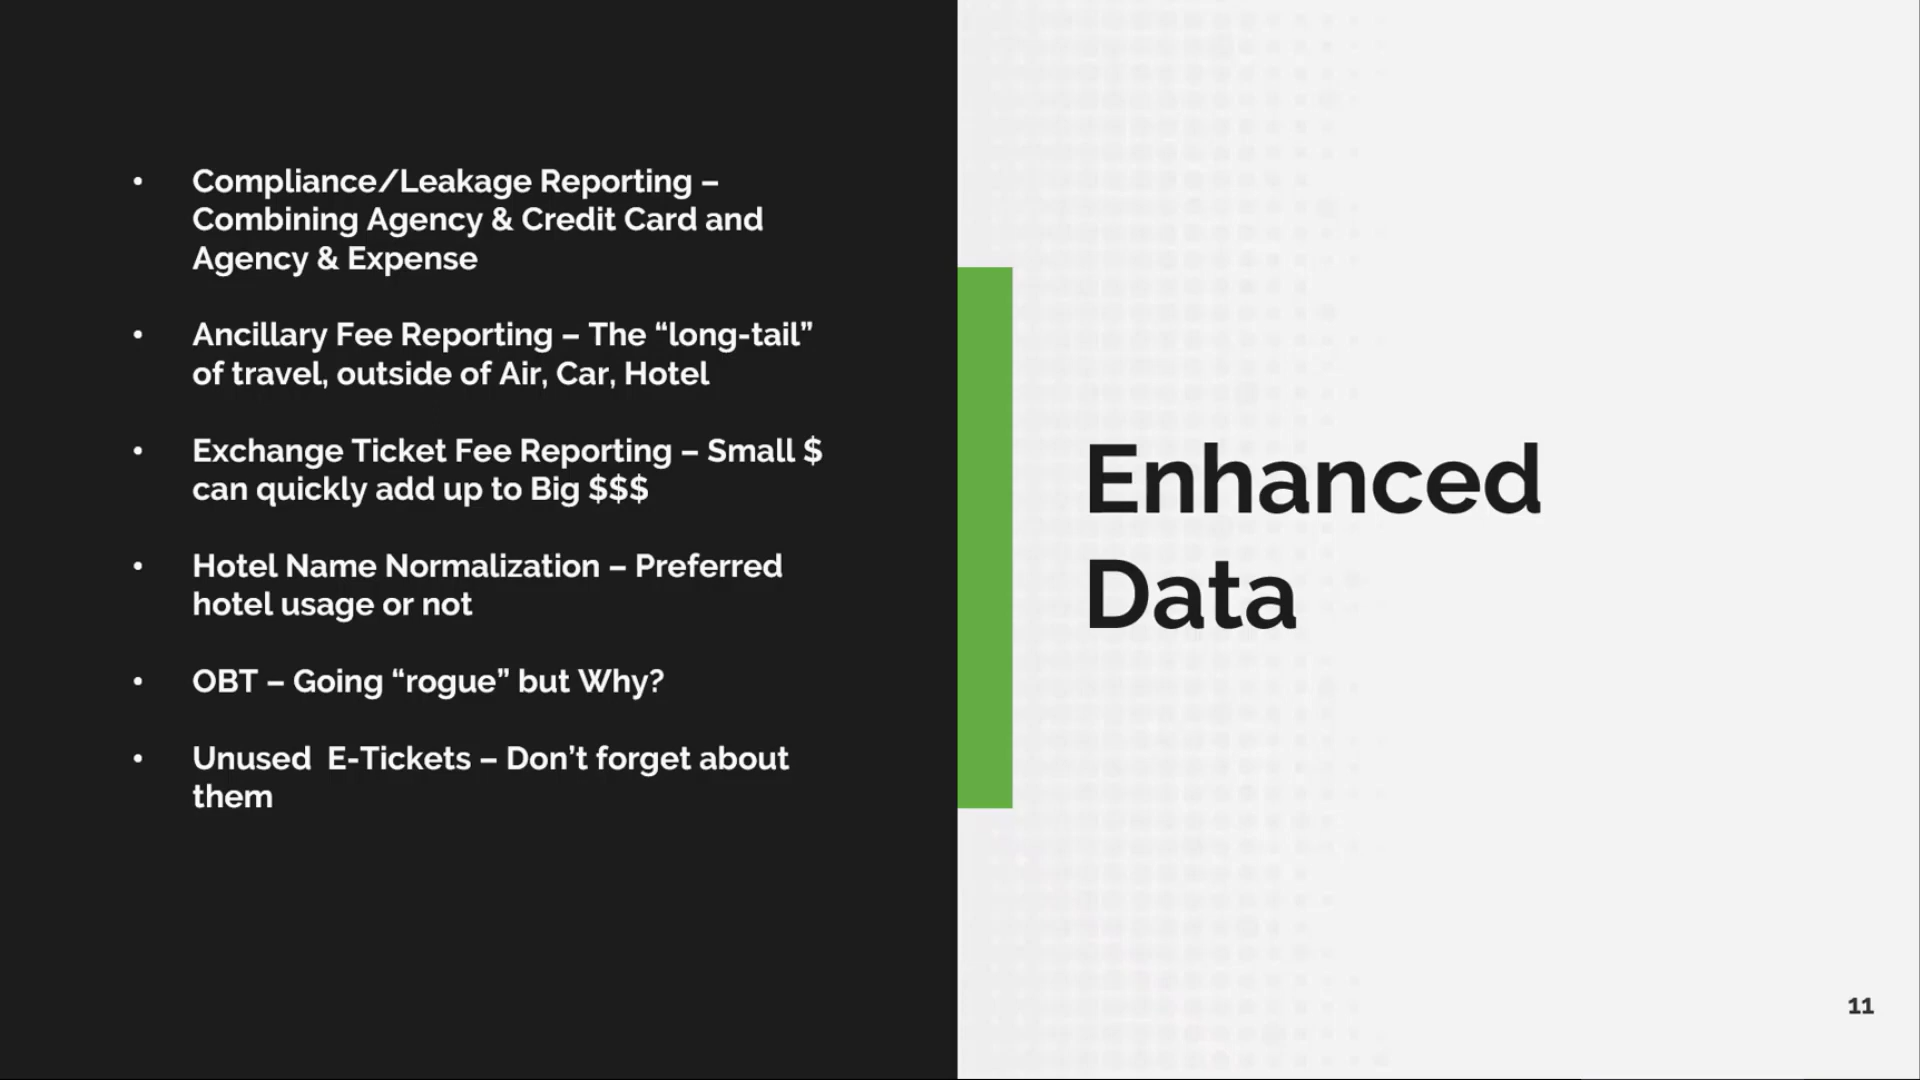 • Compliance/Leakage Reporting –
Combining Agency & Credit Card and
Agency & Expense
• Ancillary Fee Reporting – The “long-tail”
of travel, outside of Air, Car, Hotel
• Exchange Ticket Fee Reporting – Small $
can quickly add up to Big $$$
• Hotel Name Normalization – Preferred
hotel usage or not
• OBT – Going “rogue” but Why?
• Unused  E-Tickets – Don’t forget about
them
Enhanced
Data
11